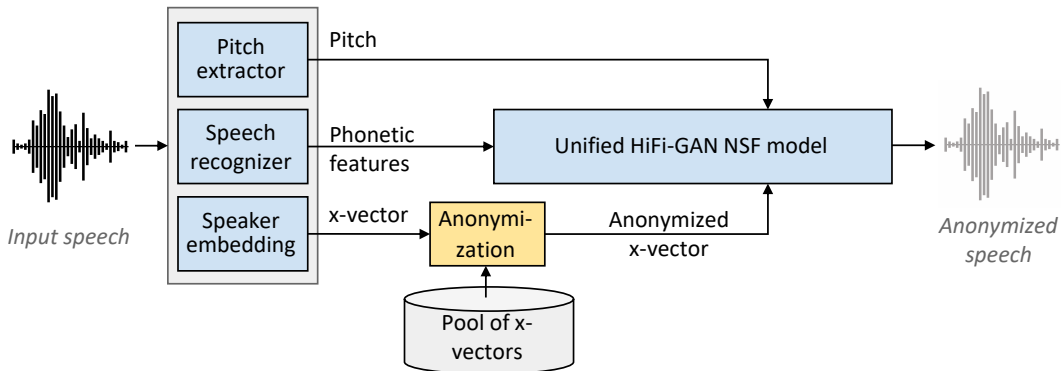 Pitch
extractor
Pitch
Speech
recognizer
Phonetic
features
Unified HiFi-GAN NSF model
Speaker
embedding
x-vector
Anonymi-
zation
Anonymized
x-vector
Input speech
Anonymized
speech
Pool of x-
vectors